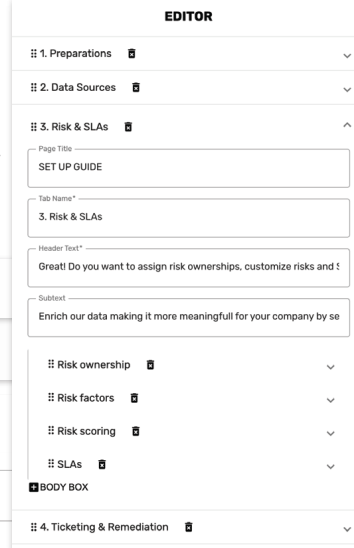 EDITOR
1. Preparations
2. Data Sources
3. Risk & SLAs
Page Title
SET UP GUIDE
Tab Name*
3. Risk & SLAs
Header Text*
Great! Do you want to assign risk ownerships, customize risks and S
Subtext
Enrich our data making it more meaningfull for your company by se
Risk ownership
Risk factors
Risk scoring
SLAs
BODY BOX
4. Ticketing & Remediation